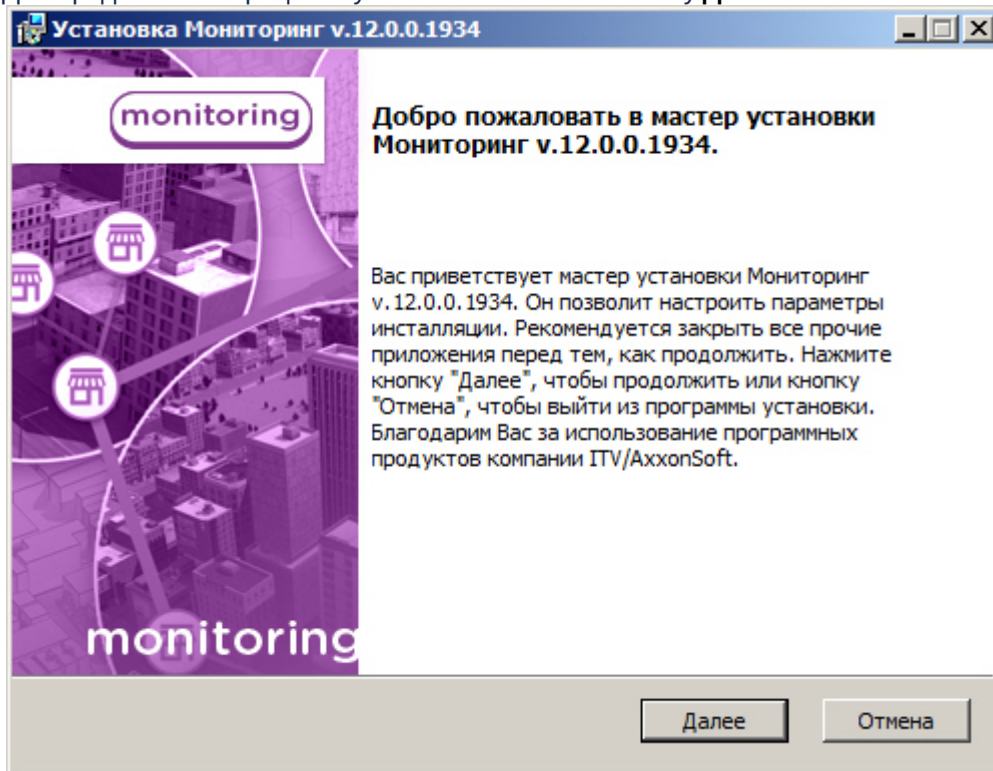 Установка Мониторинг v.12.0.0.1934
monitoring
Добро пожаловать в мастер установки
Мониторинг v.12.0.0.1934.
Вас приветствует мастер установки Мониторинг
v.12.0.0.1934. Он позволит настроить параметры
инсталляции. Рекомендуется закрыть все прочие
приложения перед тем, как продолжить. Нажмите
кнопку "Далее", чтобы продолжить или кнопку
"Отмена", чтобы выйти из программы установки.
Благодарим Вас за использование программных
продуктов компании ITV/AxxonSoft.
monitoring
Далее
Отмена